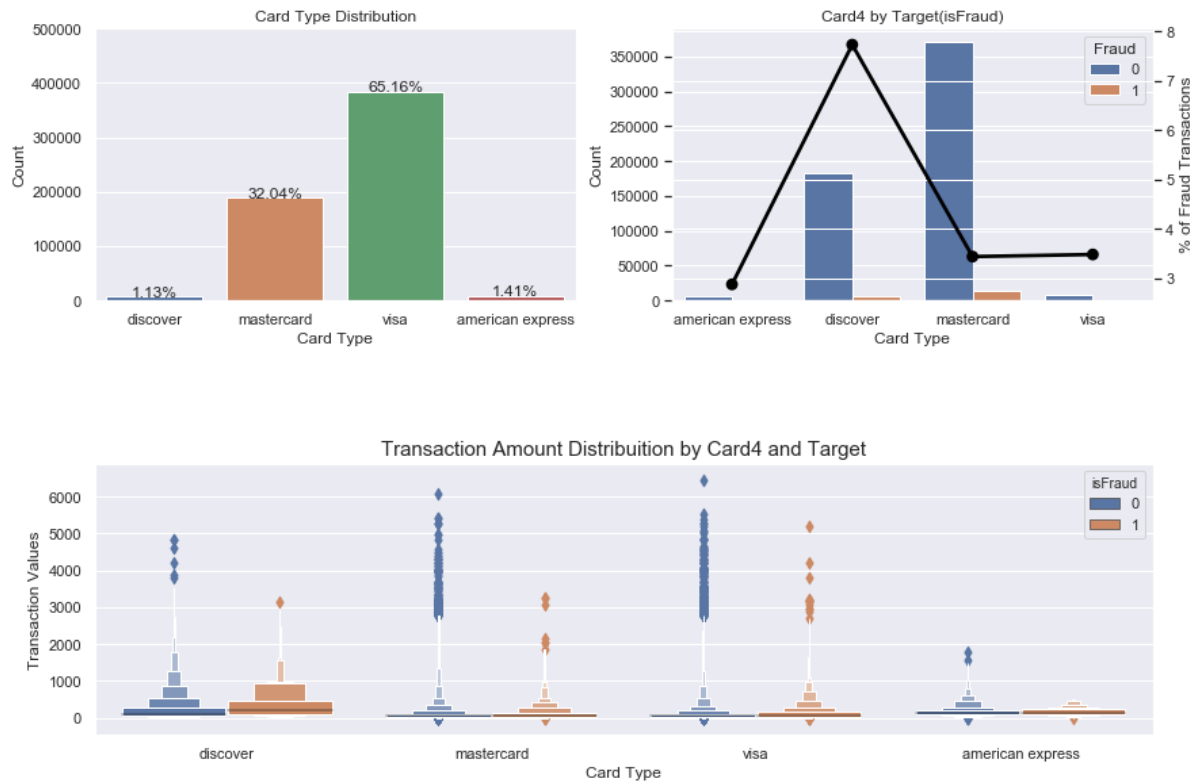 Card Type Distribution
500000
400000
300000
200000
100000
0
Count
1.13%
32.04%
65.16%
1.41%
discover mastercard visa american express
Card Type
Card4 by Target(isFraud)
350000
300000
250000
200000
150000
100000
50000
0
Count
Fraud
0
1
8
7
6
5
4
3
% of Fraud Transactions
american express discover mastercard visa
Card Type
Transaction Amount Distribuition by Card4 and Target
6000
5000
4000
3000
2000
1000
0
Transaction Values
isFraud
0
1
discover mastercard visa american express
Card Type